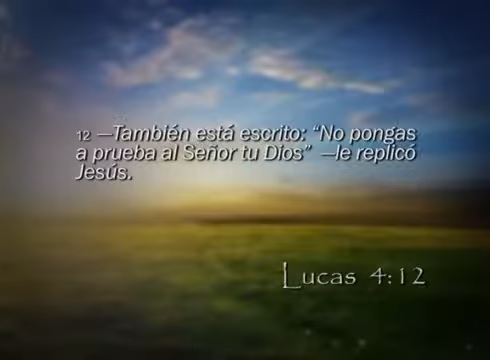 12 —También está escrito: “No pongas
a prueba al Señor tu Dios” —le replicó
Jesús.
Lucas 4:12